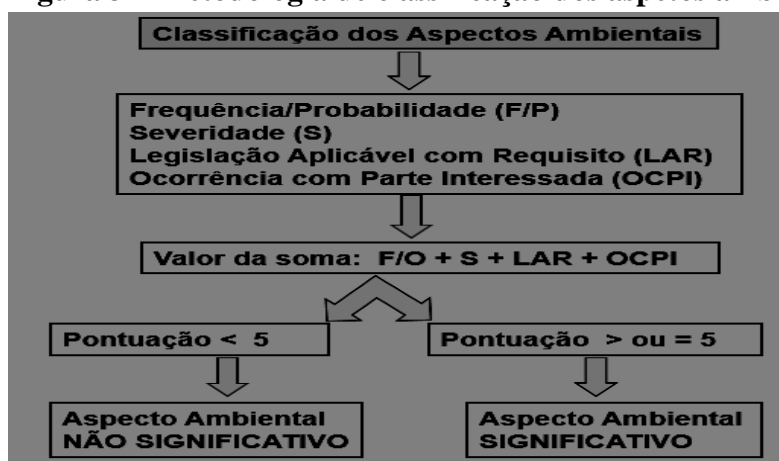 Classificação dos Aspectos Ambientais
Frequência/Probabilidade (F/P)
Severidade (S)
Legislação Aplicável com Requisito (LAR)
Ocorrência com Parte Interessada (OCPI)
Valor da soma: F/O + S + LAR + OCPI
Pontuação < 5
Pontuação > ou = 5
Aspecto Ambiental
NÃO SIGNIFICATIVO
Aspecto Ambiental
SIGNIFICATIVO